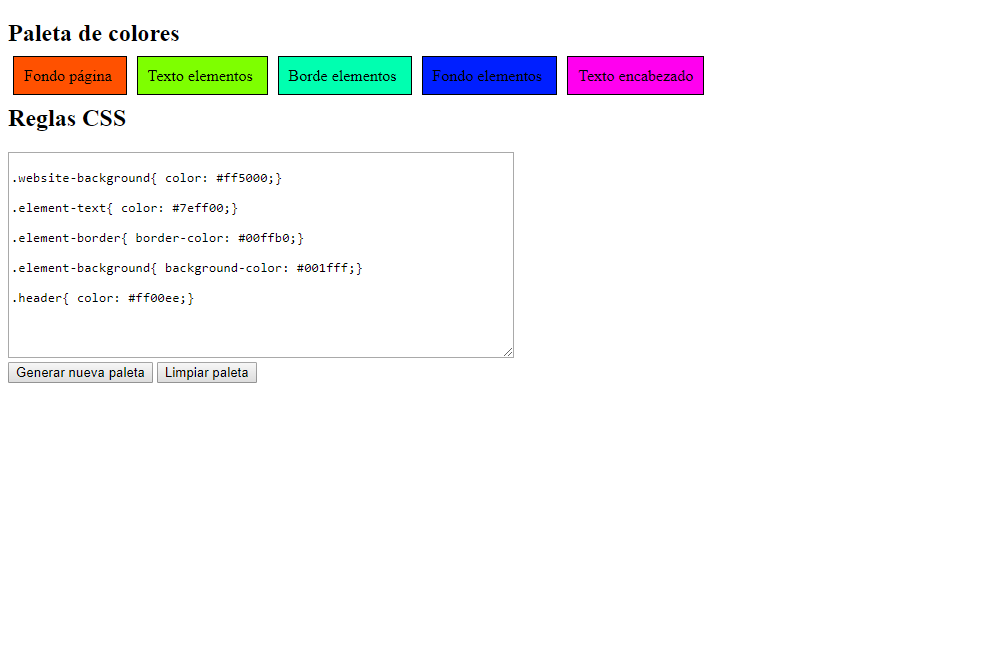 Paleta de colores
Fondo página Texto elementos Borde elementos Fondo elementos Texto encabezado
Reglas CSS
.website-background{ color: #ff5000;}
.element-text{ color: #7eff00;}
.element-border{ border-color: #00ffb0;}
.element-background{ background-color: #001fff;}
.header{ color: #ff00ee;}
Generar nueva paleta Limpiar paleta